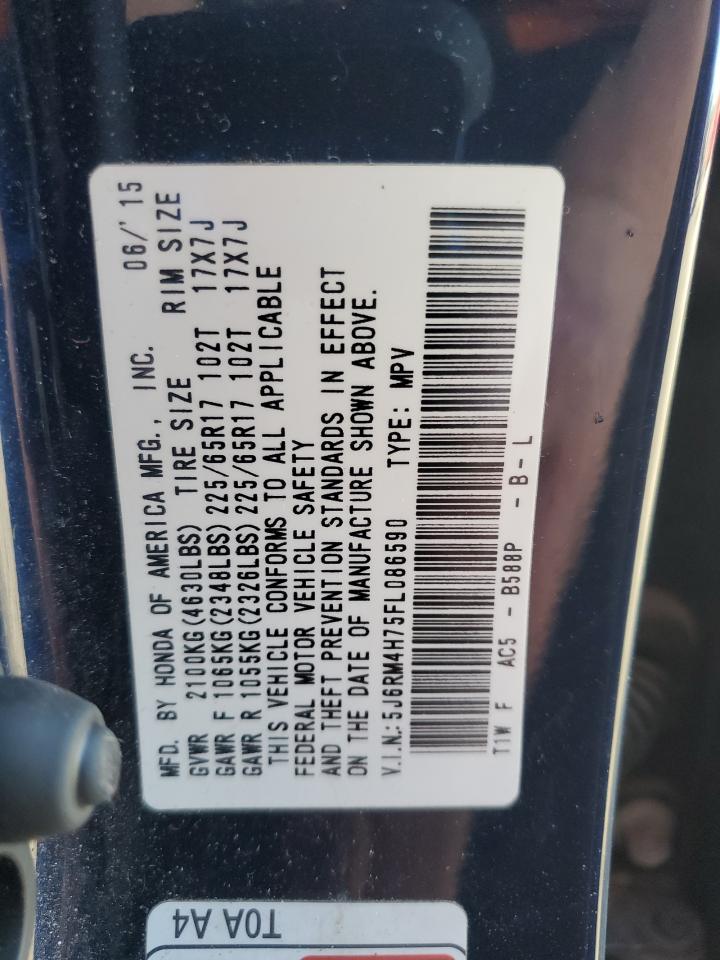 MFD. BY HONDA OF AMERICA MFG., INC. 06/'15
GVWR 2100KG(4630LBS) TIRE SIZE RIM SIZE
GAWR F 1065KG(2348LBS) 225/65R17 102T 17X7J
GAWR R 1055KG(2326LBS) 225/65R17 102T 17X7J
THIS VEHICLE CONFORMS TO ALL APPLICABLE
FEDERAL MOTOR VEHICLE SAFETY
AND THEFT PREVENTION STANDARDS IN EFFECT
ON THE DATE OF MANUFACTURE SHOWN ABOVE.
V.I.N.: 5J6RM4H75FL086590 TYPE: MPV
T1W F AC5 - B588P - B - L
T0A A4